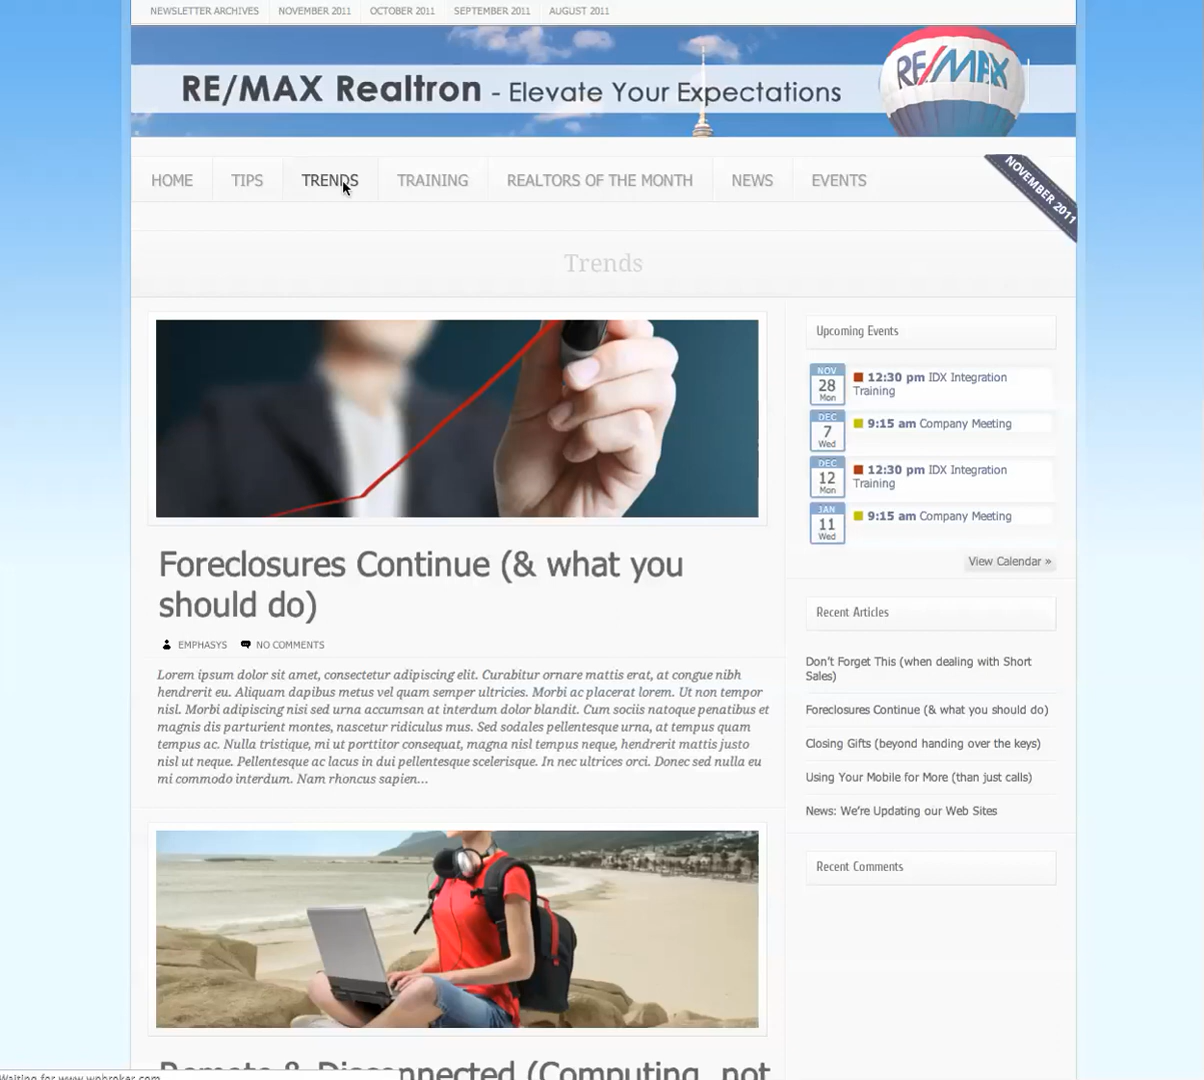 NEWSLETTER ARCHIVES NOVEMBER 2011 OCTOBER 2011 SEPTEMBER 2011 AUGUST 2011
RE/MAX Realtron - Elevate Your Expectations
RE/MAX
HOME TIPS TRENDS TRAINING REALTORS OF THE MONTH NEWS EVENTS
NOVEMBER 2011
Trends
Foreclosures Continue (& what you
should do)
EMPHASYS NO COMMENTS
Lorem ipsum dolor sit amet, consectetur adipiscing elit. Curabitur ornare mattis erat, at congue nibh
hendrerit eu. Aliquam dapibus metus vel quam semper ultricies. Morbi ac placerat lorem. Ut non tempor
nisl. Morbi adipiscing nisi sed urna accumsan at interdum dolor blandit. Cum sociis natoque penatibus et
magnis dis parturient montes, nascetur ridiculus mus. Sed sodales pellentesque urna, at tempus quam
tempus ac. Nulla tristique, mi ut porttitor consequat, magna nisl tempus neque, hendrerit mattis justo
nisl ut neque. Pellentesque ac lacus in dui pellentesque scelerisque. In nec ultrices orci. Donec sed nulla eu
mi commodo interdum. Nam rhoncus sapien...
Remote & Disconnected (Computing, not
Upcoming Events
NOV
28
Mon
12:30 pm IDX Integration
Training
DEC
7
Wed
9:15 am Company Meeting
DEC
12
Mon
12:30 pm IDX Integration
Training
JAN
11
Wed
9:15 am Company Meeting
View Calendar »
Recent Articles
Don't Forget This (when dealing with Short
Sales)
Foreclosures Continue (& what you should do)
Closing Gifts (beyond handing over the keys)
Using Your Mobile for More (than just calls)
News: We're Updating our Web Sites
Recent Comments
Waiting for www.wpbroker.com